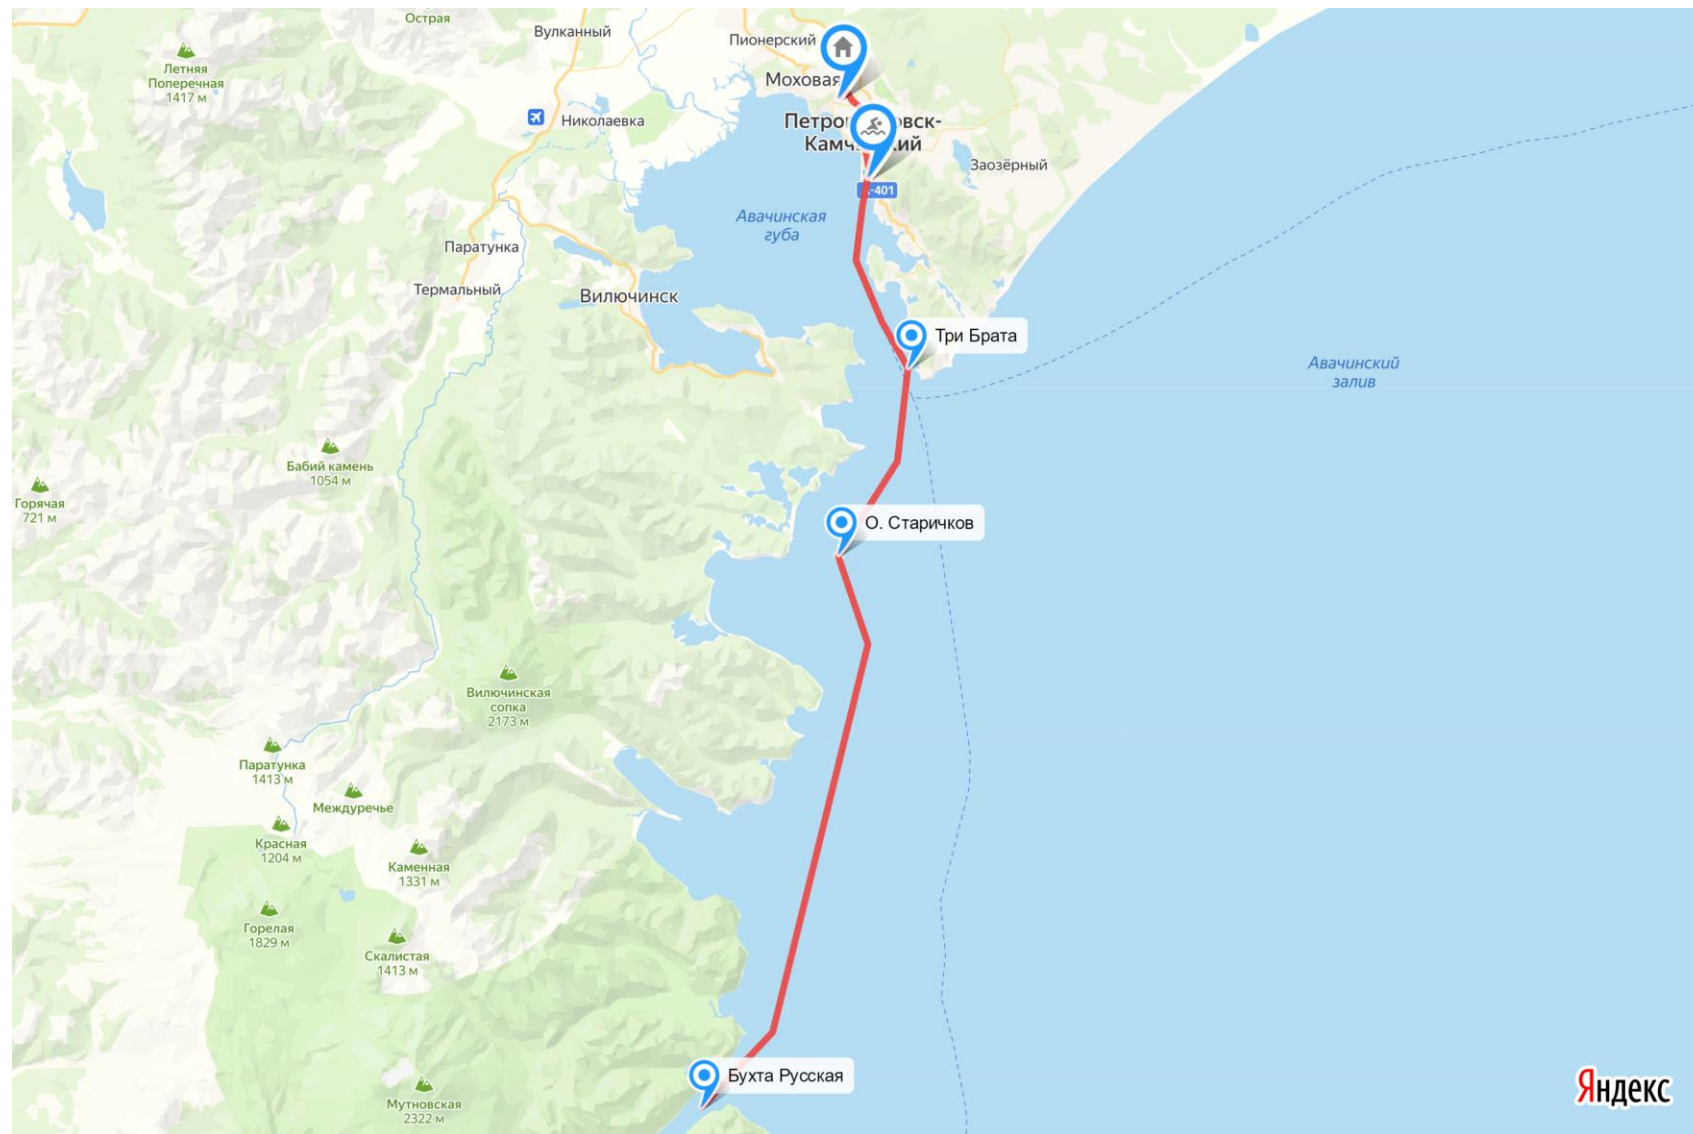 Острая
Вулканный
Пионерский
Летняя
Поперечная
1417 м
Моховая
Николаевка
Заозёрный
401
Авачинская
губа
Паратунка
Термальный
Вилючинск
Три Брата
Авачинский
залив
Бабий камень
1054 м
Горячая
721 м
О. Старичков
Вилючинская
сопка
2173 м
Паратунка
1413 м
Междуречье
Красная
1204 м
Каменная
1331 м
Горелая
1829 м
Скалистая
1413 м
Бухта Русская
Мутновская
2322 м
Яндекс